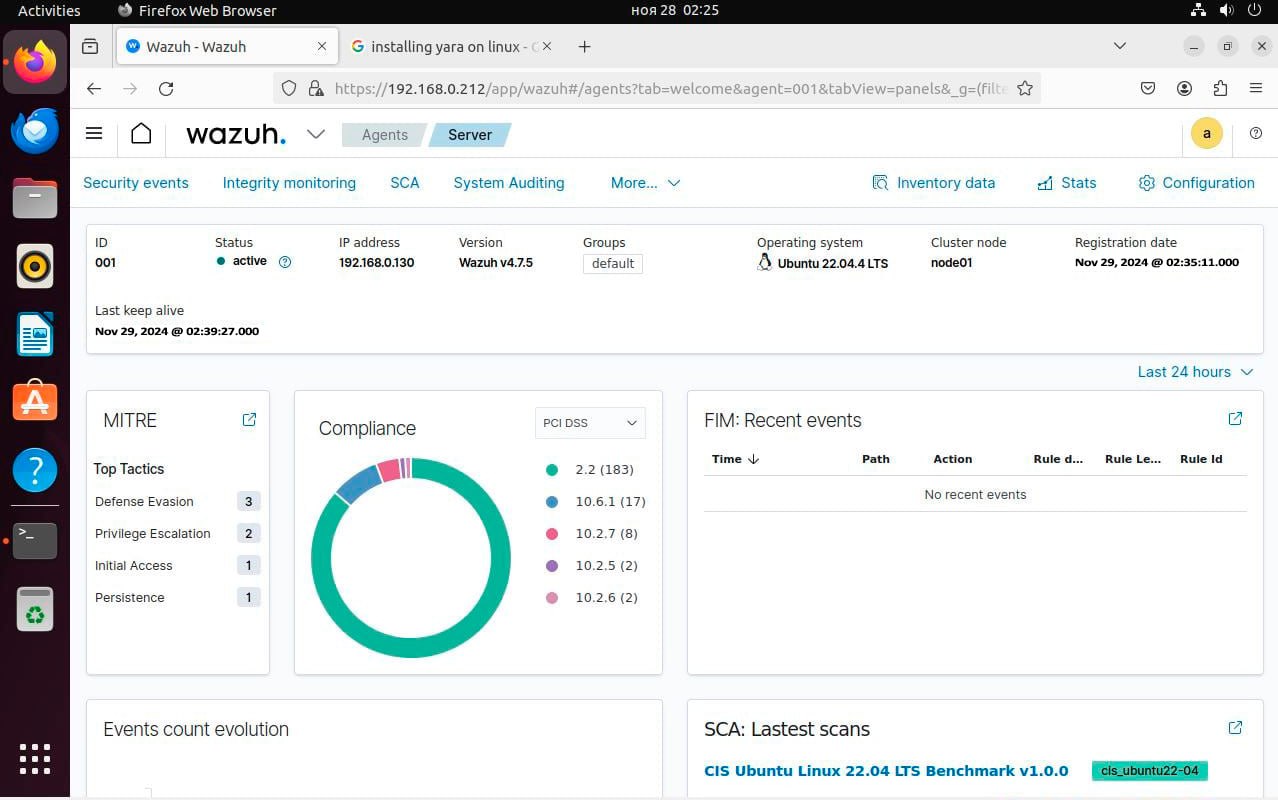 Activities Firefox Web Browser ноя 28 02:25
Wazuh - Wazuh installing yara on linux -
https://192.168.0.212/app/wazuh#/agents?tab=welcome&agent=001&tabView=panels&_g=(filte
wazuh. Agents Server a
Security events Integrity monitoring SCA System Auditing More... Inventory data Stats Configuration
ID Status IP address Version Groups Operating system Cluster node Registration date
001 active 192.168.0.130 Wazuh v4.7.5 default Ubuntu 22.04.4 LTS node01 Nov 29, 2024 @ 02:35:11.000
Last keep alive
Nov 29, 2024 @ 02:39:27.000
Last 24 hours
MITRE
Top Tactics
Defense Evasion 3
Privilege Escalation 2
Initial Access 1
Persistence 1
Compliance PCI DSS
2.2 (183)
10.6.1 (17)
10.2.7 (8)
10.2.5 (2)
10.2.6 (2)
FIM: Recent events
Time Path Action Rule d... Rule Le... Rule Id
No recent events
Events count evolution
SCA: Lastest scans
CIS Ubuntu Linux 22.04 LTS Benchmark v1.0.0 cis_ubuntu22-04